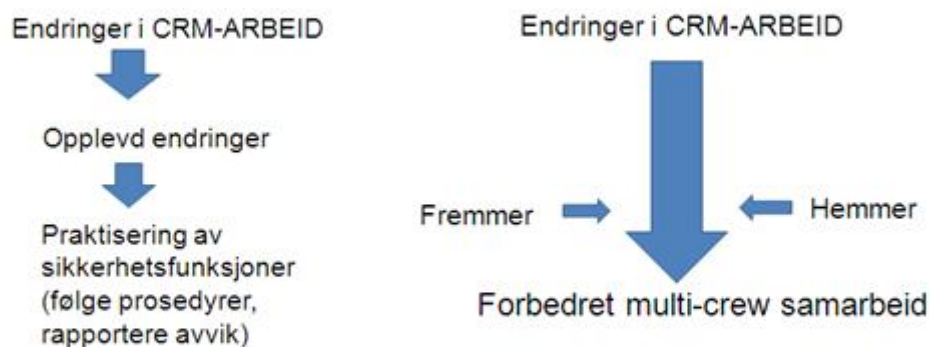 Endringer i CRM-ARBEID
Opplevd endringer
Praktisering av
sikkerhetsfunksjoner
(følge prosedyrer,
rapportere avvik)
Endringer i CRM-ARBEID
Fremmer
Hemmer
Forbedret multi-crew samarbeid